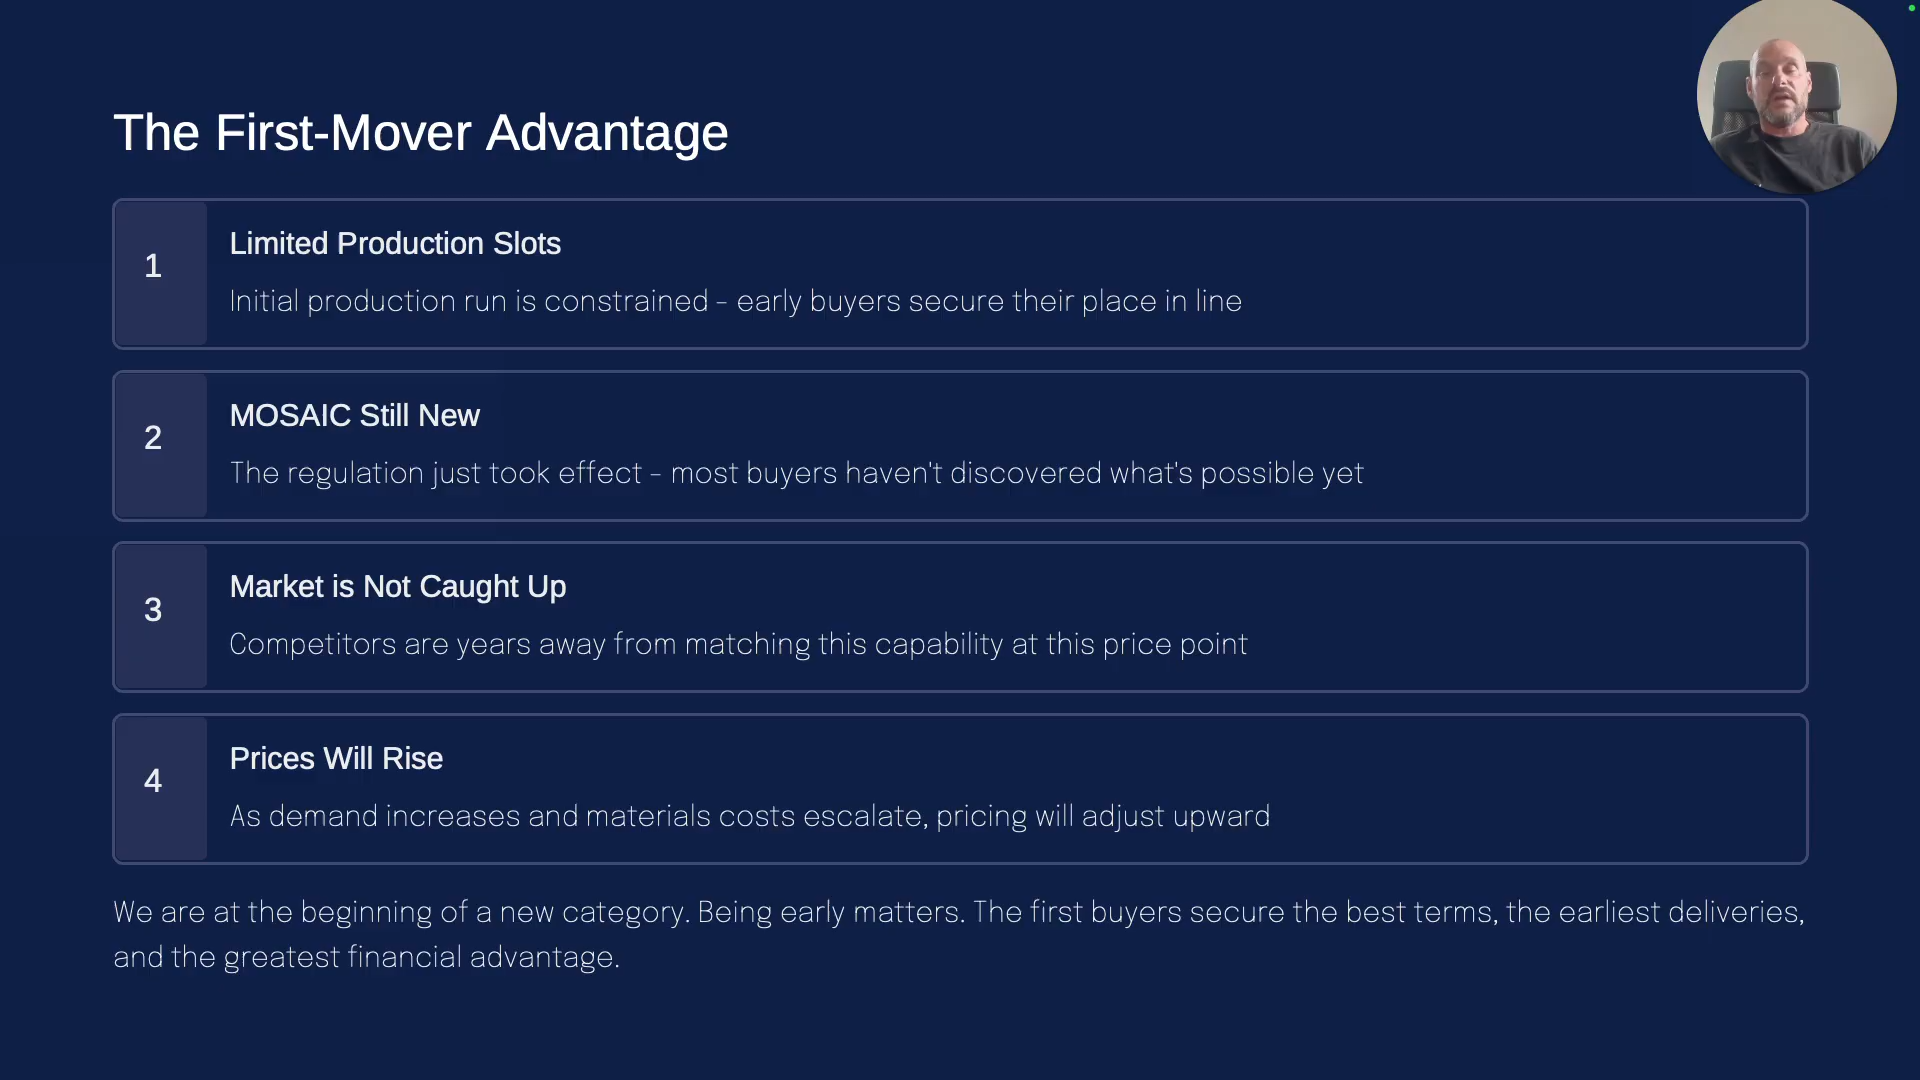 The First-Mover Advantage
1
Limited Production Slots
Initial production run is constrained – early buyers secure their place in line
2
MOSAIC Still New
The regulation just took effect – most buyers haven't discovered what's possible yet
3
Market is Not Caught Up
Competitors are years away from matching this capability at this price point
4
Prices Will Rise
As demand increases and materials costs escalate, pricing will adjust upward
We are at the beginning of a new category. Being early matters. The first buyers secure the best terms, the earliest deliveries,
and the greatest financial advantage.